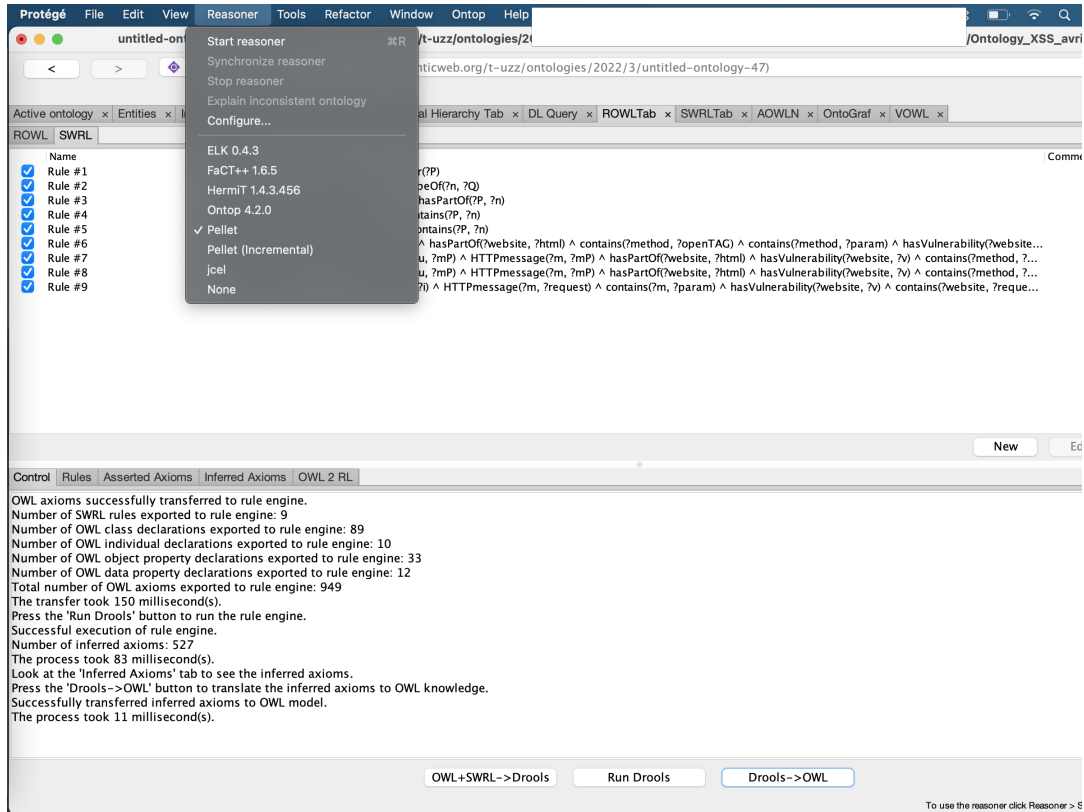 Protégé File Edit View Reasoner Tools Refactor Window Ontop Help
untitled-ont /t-uzz/ontologies/20 /Ontology_XSS_avri
Start reasoner ⌘R
Synchronize reasoner
Stop reasoner
Explain inconsistent ontology
Configure...
ELK 0.4.3
FaCT++ 1.6.5
HermiT 1.4.3.456
Ontop 4.2.0
✓ Pellet
Pellet (Incremental)
jcel
None
< > nticweb.org/t-uzz/ontologies/2022/3/untitled-ontology-47)
Active ontology × Entities × al Hierarchy Tab × DL Query × ROWLTab × SWRLTab × AOWLN × OntoGraf × VOWL ×
ROWL SWRL
Name Comme
Rule #1 r(?P)
Rule #2 eOf(?n, ?Q)
Rule #3 hasPartOf(?P, ?n)
Rule #4 tains(?P, ?n)
Rule #5 ontains(?P, ?n)
Rule #6 ^ hasPartOf(?website, ?html) ^ contains(?method, ?openTAG) ^ contains(?method, ?param) ^ hasVulnerability(?website...
Rule #7 u, ?mP) ^ HTTPmessage(?m, ?mP) ^ hasPartOf(?website, ?html) ^ hasVulnerability(?website, ?v) ^ contains(?method, ?...
Rule #8 u, ?mP) ^ HTTPmessage(?m, ?mP) ^ hasPartOf(?website, ?html) ^ hasVulnerability(?website, ?v) ^ contains(?method, ?...
Rule #9 ?i) ^ HTTPmessage(?m, ?request) ^ contains(?m, ?param) ^ hasVulnerability(?website, ?v) ^ contains(?website, ?reque...
New Ed
Control Rules Asserted Axioms Inferred Axioms OWL 2 RL
OWL axioms successfully transferred to rule engine.
Number of SWRL rules exported to rule engine: 9
Number of OWL class declarations exported to rule engine: 89
Number of OWL individual declarations exported to rule engine: 10
Number of OWL object property declarations exported to rule engine: 33
Number of OWL data property declarations exported to rule engine: 12
Total number of OWL axioms exported to rule engine: 949
The transfer took 150 millisecond(s).
Press the 'Run Drools' button to run the rule engine.
Successful execution of rule engine.
Number of inferred axioms: 527
The process took 83 millisecond(s).
Look at the 'Inferred Axioms' tab to see the inferred axioms.
Press the 'Drools->OWL' button to translate the inferred axioms to OWL knowledge.
Successfully transferred inferred axioms to OWL model.
The process took 11 millisecond(s).
OWL+SWRL->Drools Run Drools Drools->OWL
To use the reasoner click Reasoner > S